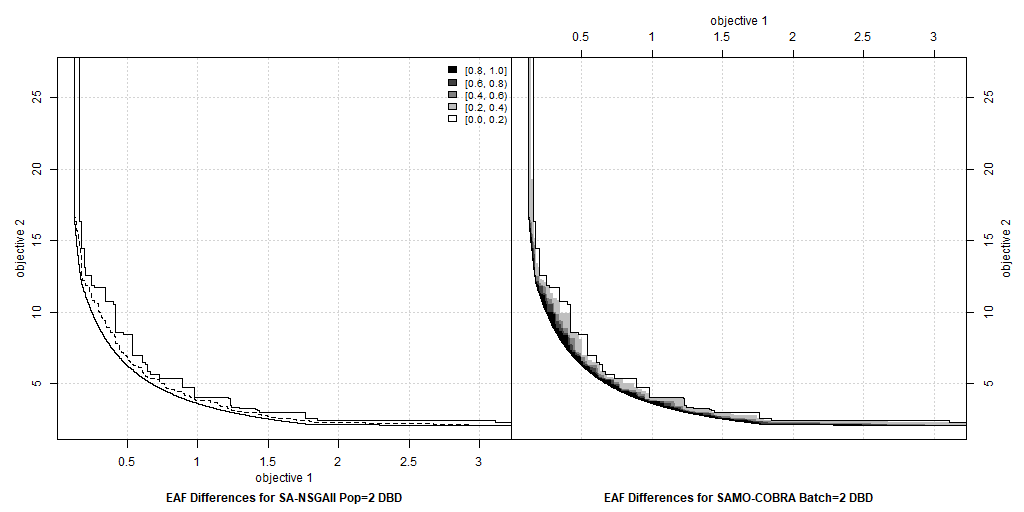 objective 1
0.5 1 1.5 2 2.5 3
[0.8, 1.0]
[0.6, 0.8)
[0.4, 0.6)
[0.2, 0.4)
[0.0, 0.2)
25
20
15
10
5
objective 2
25
20
15
10
5
objective 2
0.5 1 1.5 2 2.5 3
objective 1
EAF Differences for SA-NSGAII Pop=2 DBD
EAF Differences for SAMO-COBRA Batch=2 DBD